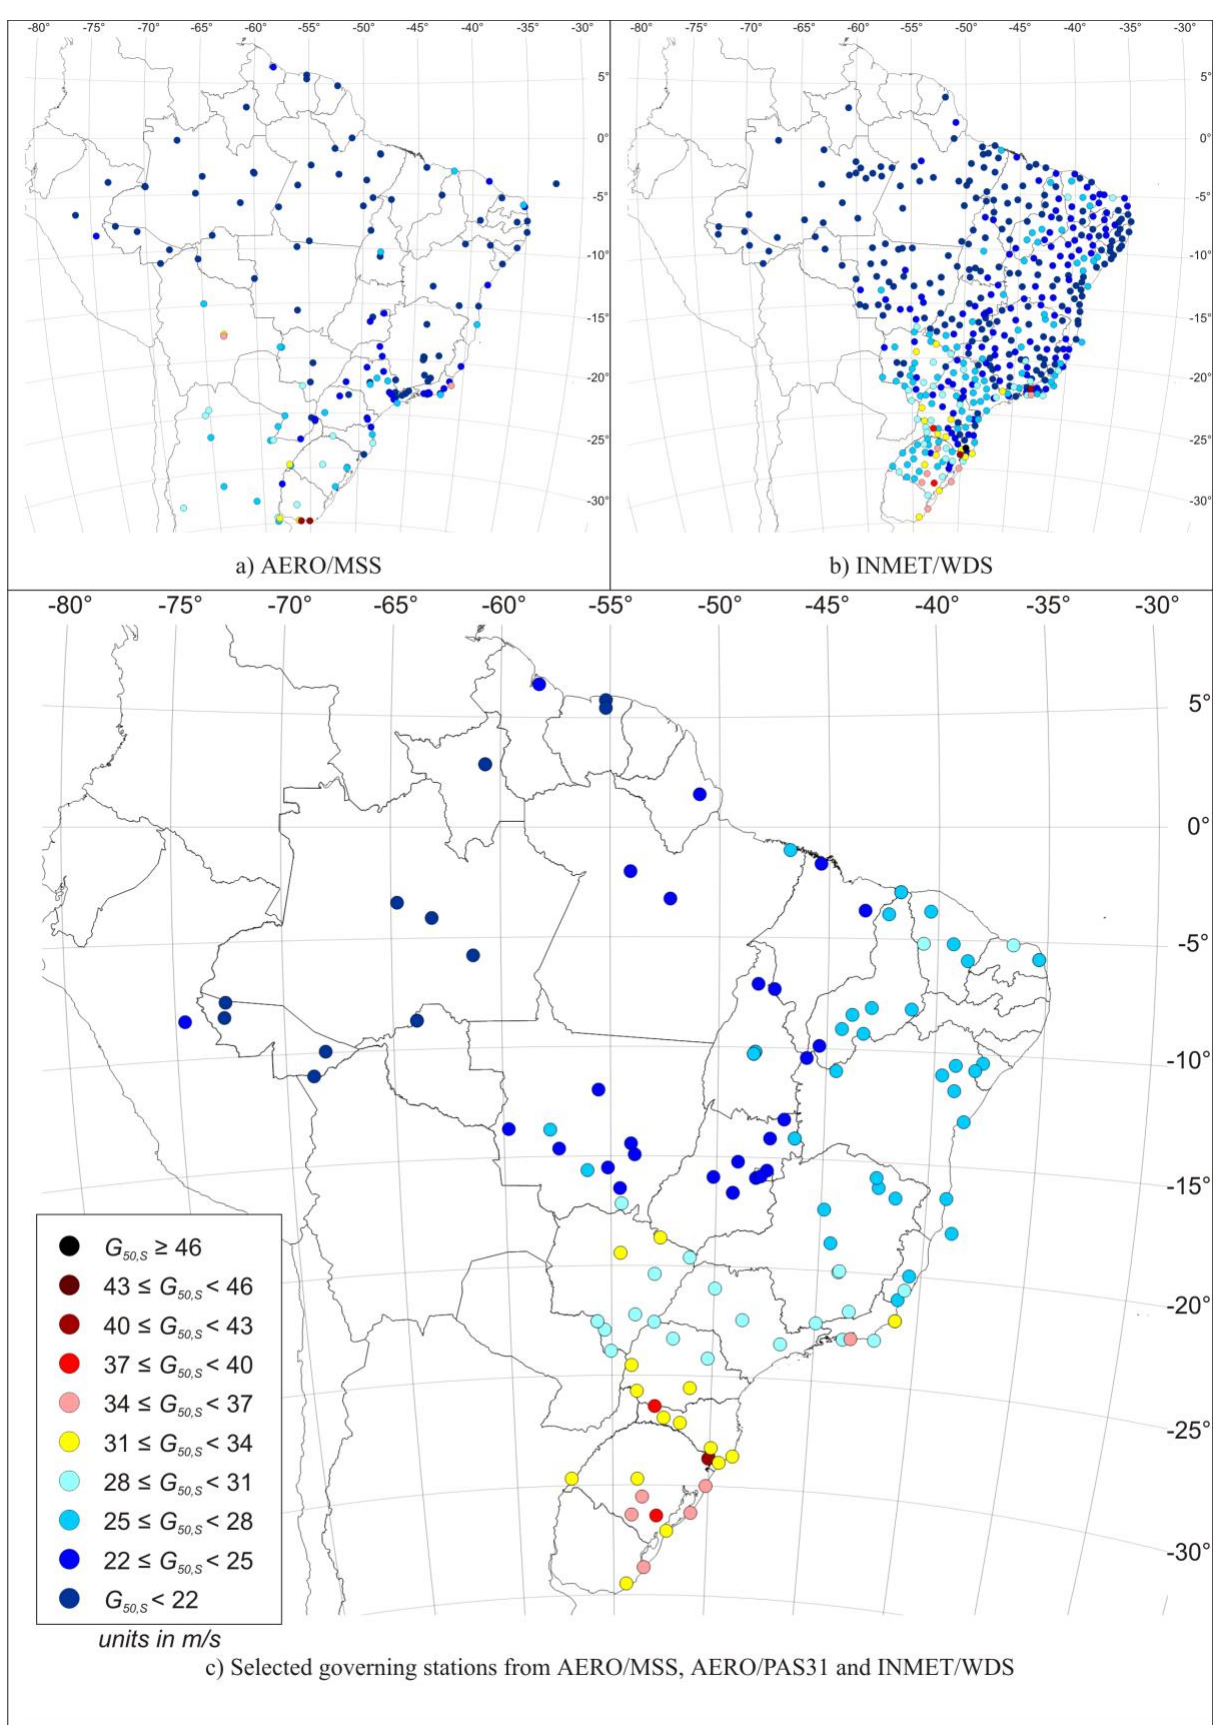 -80° -75° -70° -65° -60° -55° -50° -45° -40° -35° -30°
5°
0°
-5°
-10°
-15°
-20°
-25°
-30°
a) AERO/MSS
-80° -75° -70° -65° -60° -55° -50° -45° -40° -35° -30°
5°
0°
-5°
-10°
-15°
-20°
-25°
-30°
b) INMET/WDS
-80° -75° -70° -65° -60° -55° -50° -45° -40° -35° -30°
5°
0°
-5°
-10°
-15°
-20°
-25°
-30°
G50,S ≥ 46
43 ≤ G50,S < 46
40 ≤ G50,S < 43
37 ≤ G50,S < 40
34 ≤ G50,S < 37
31 ≤ G50,S < 34
28 ≤ G50,S < 31
25 ≤ G50,S < 28
22 ≤ G50,S < 25
G50,S < 22
units in m/s
c) Selected governing stations from AERO/MSS, AERO/PAS31 and INMET/WDS